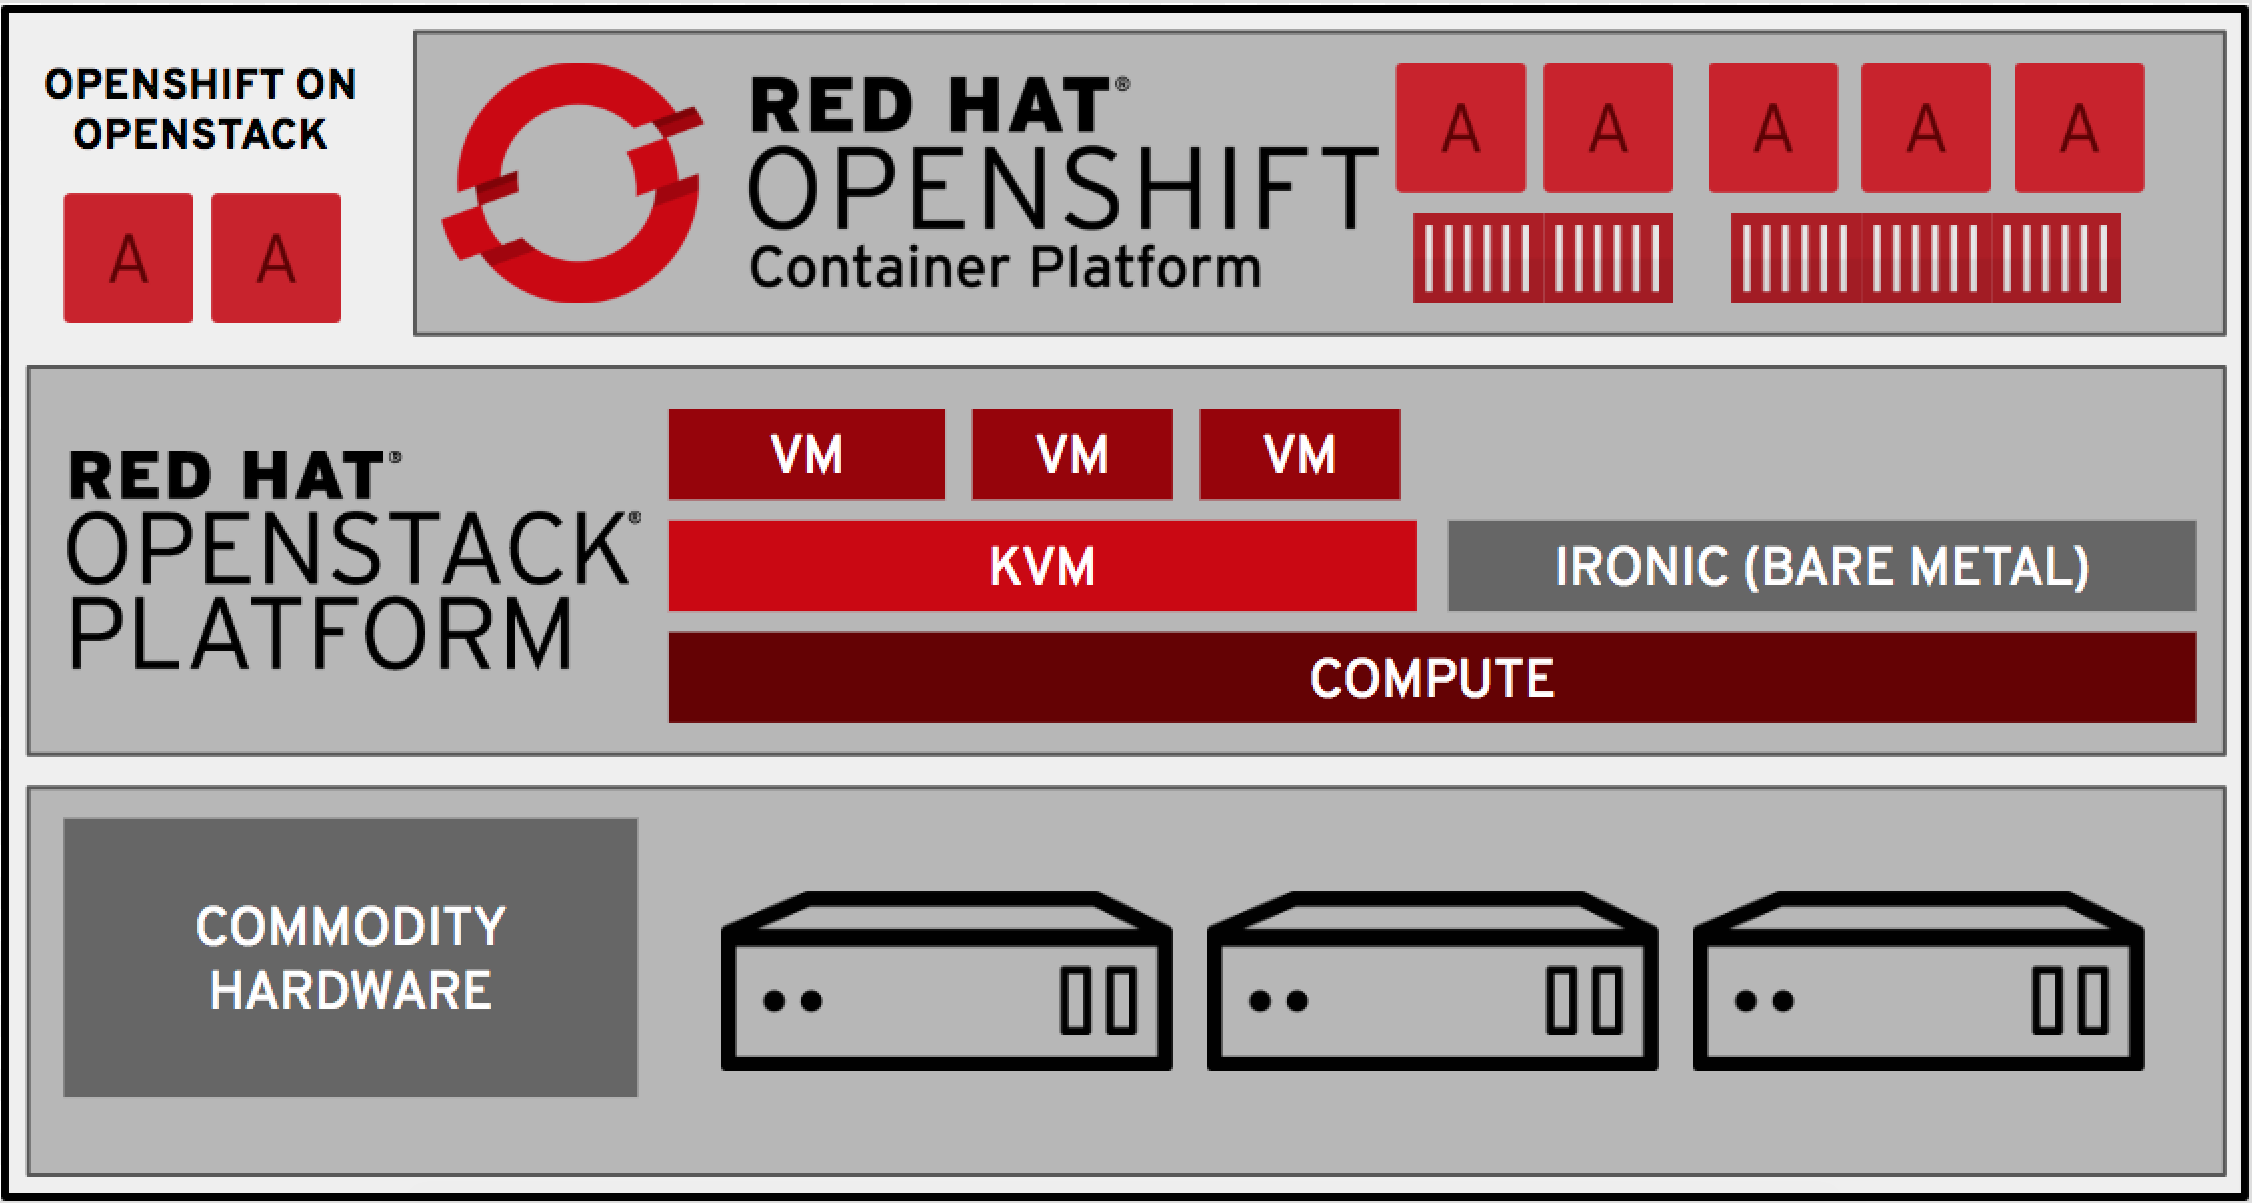 OPENSHIFT ON
OPENSTACK
A A
RED HAT®
OPENSHIFT
Container Platform
A A A A A
RED HAT®
OPENSTACK®
PLATFORM
VM VM VM
KVM IRONIC (BARE METAL)
COMPUTE
COMMODITY
HARDWARE